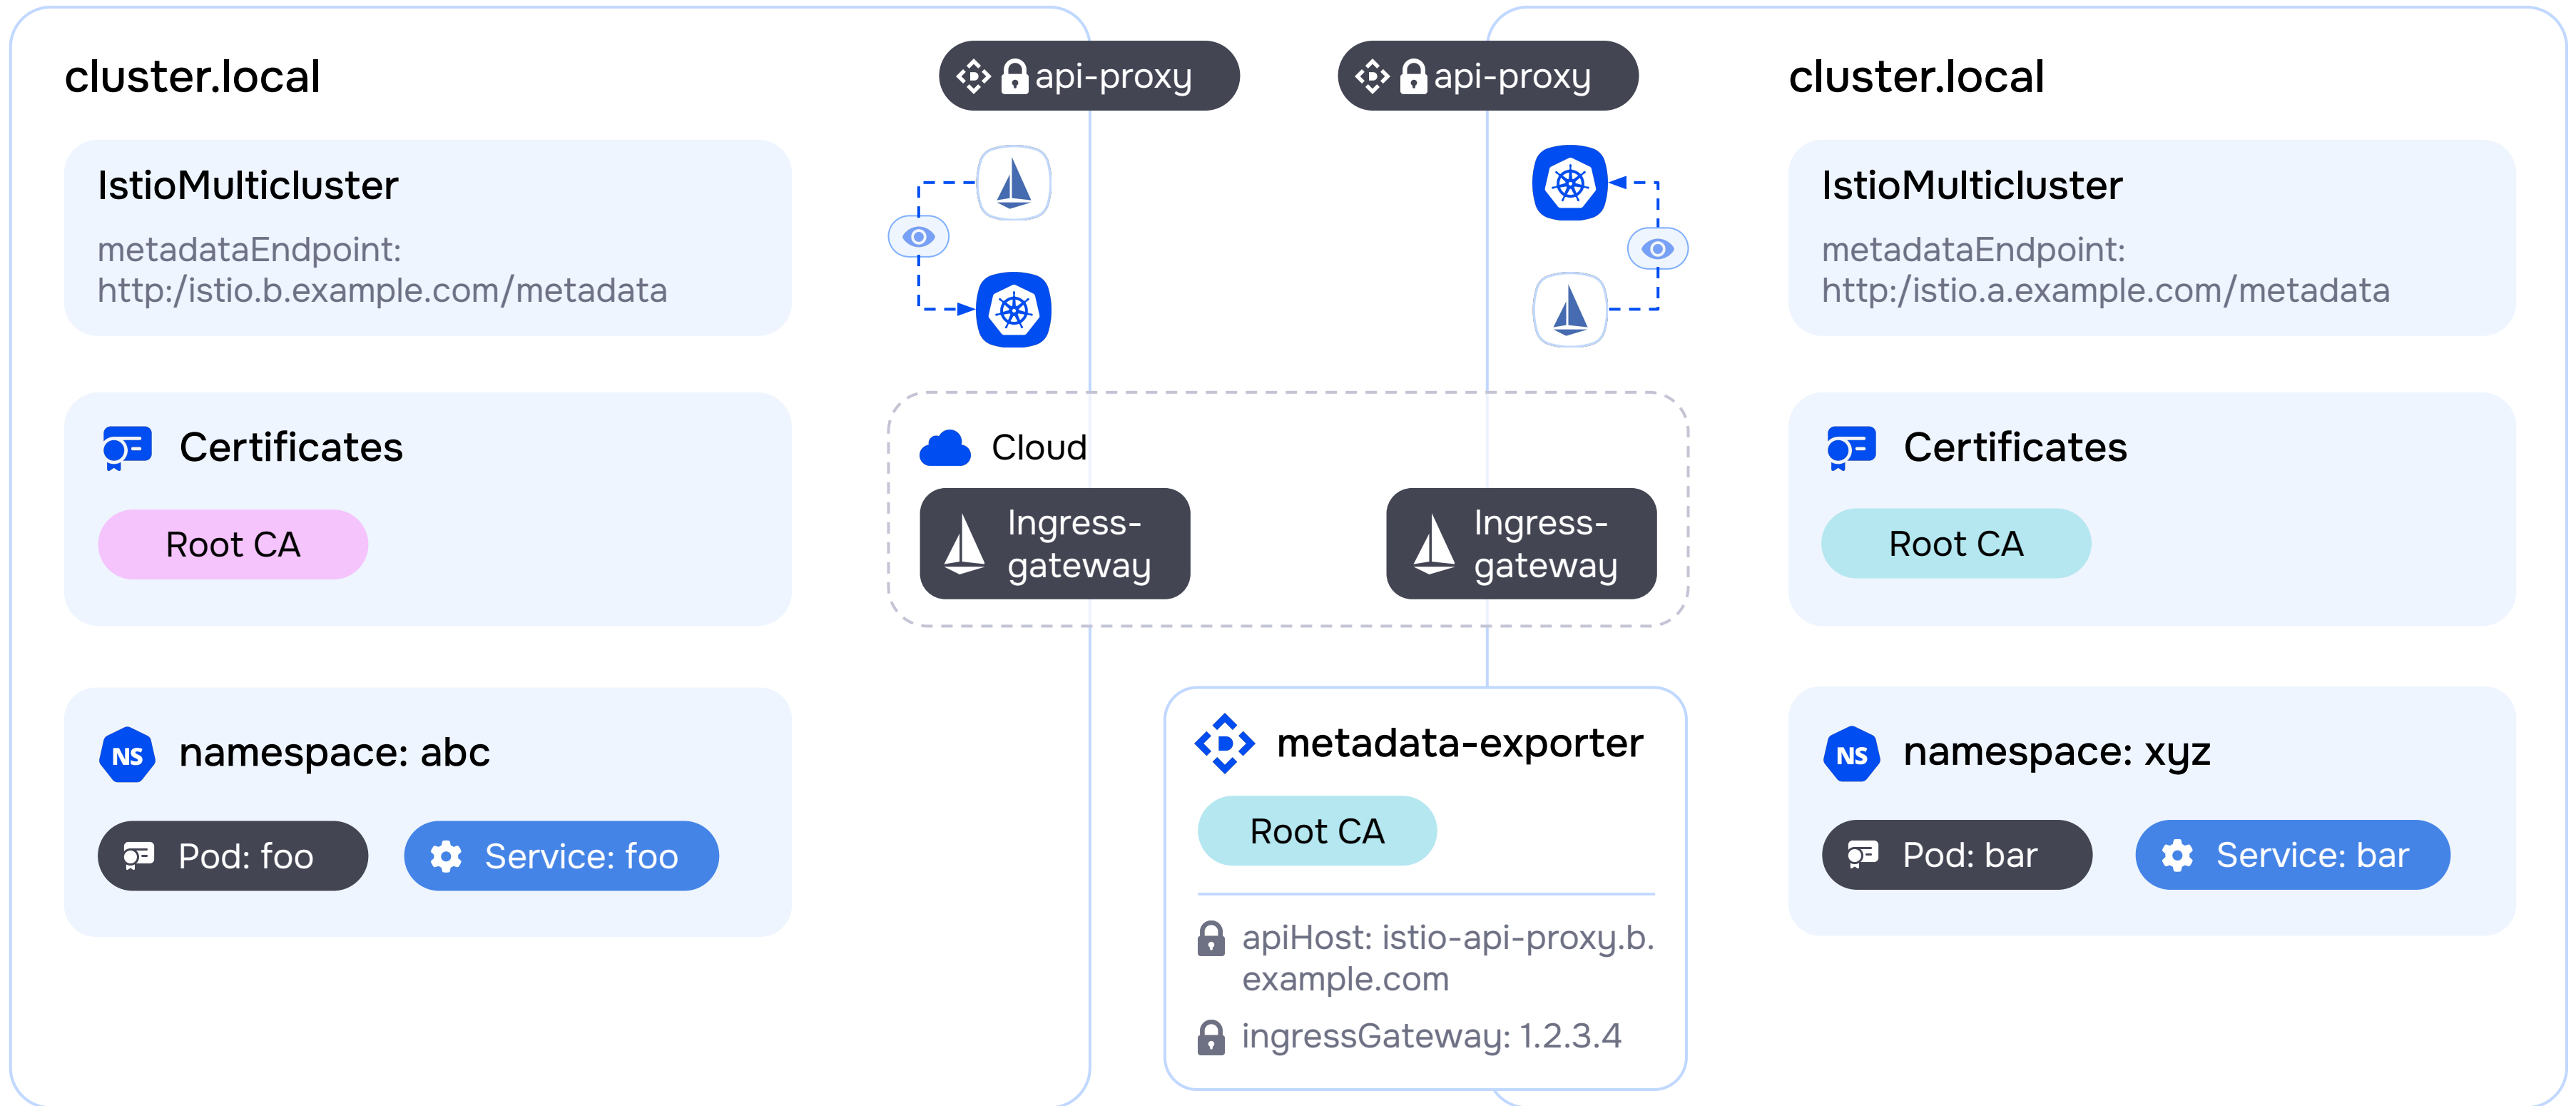 cluster.local
IstioMulticluster
metadataEndpoint:
http:/istio.b.example.com/metadata
Certificates
Root CA
NS
namespace: abc
Pod: foo
Service: foo
api-proxy
api-proxy
Cloud
Ingress-
gateway
Ingress-
gateway
metadata-exporter
Root CA
apiHost: istio-api-proxy.b.
example.com
ingressGateway: 1.2.3.4
cluster.local
IstioMulticluster
metadataEndpoint:
http:/istio.a.example.com/metadata
Certificates
Root CA
NS
namespace: xyz
Pod: bar
Service: bar